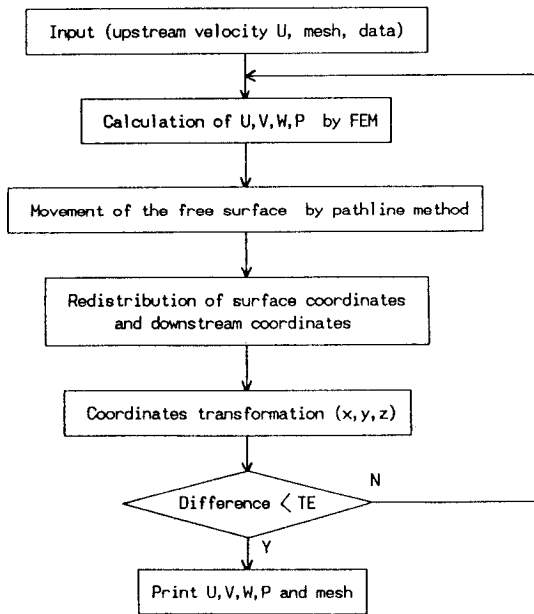 Input (upstream velocity U, mesh, data)
Calculation of U,V,W,P by FEM
Movement of the free surface by pathline method
Redistribution of surface coordinates
and downstream coordinates
Coordinates transformation (x,y,z)
Difference < TE
N
Y
Print U,V,W,P and mesh